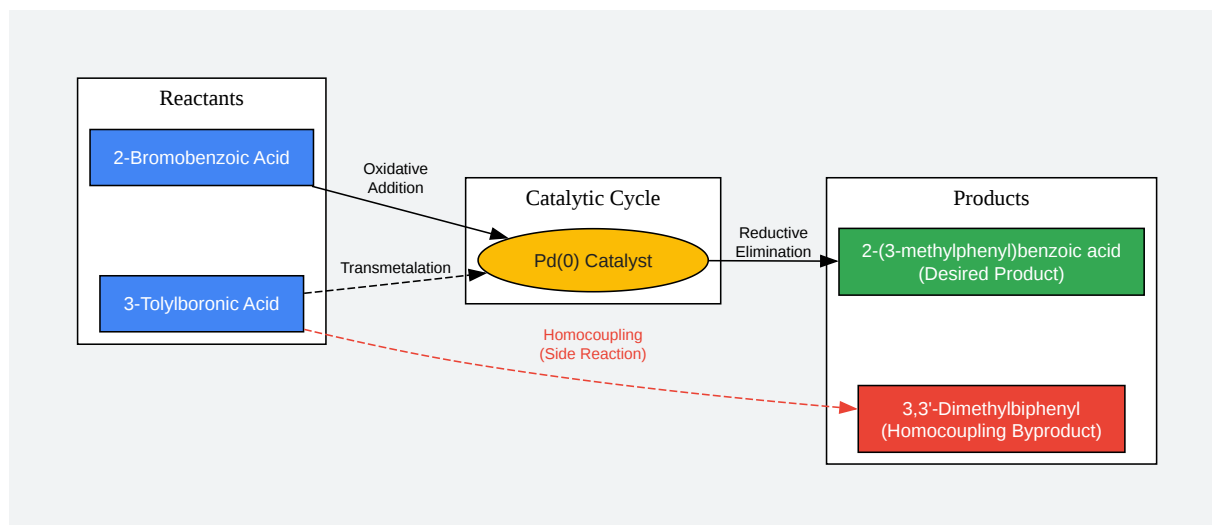 Reactants
2-Bromobenzoic Acid
3-Tolylboronic Acid
Oxidative
Addition
Transmetalation
Catalytic Cycle
Pd(0) Catalyst
Reductive
Elimination
Homocoupling
(Side Reaction)
Products
2-(3-methylphenyl)benzoic acid
(Desired Product)
3,3'-Dimethylbiphenyl
(Homocoupling Byproduct)